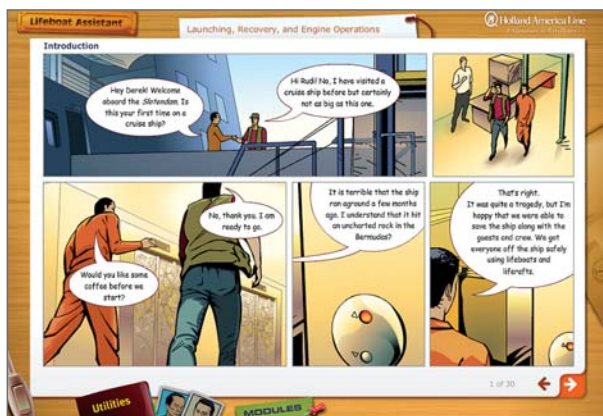 Lifeboat Assistant
Launching, Recovery, and Engine Operations
Holland America Line
Introduction
Hey Derek! Welcome
aboard the Slotendam. Is
this your first time on a
cruise ship?
Hi Rudi! No, I have visited a
cruise ship before but certainly
not as big as this one.
No, thank you. I am
ready to go.
Would you like some
coffee before we
start?
It is terrible that the ship
ran aground a few months
ago. I understand that it hit
an uncharted rock in the
Bermudas?
That's right.
It was quite a tragedy, but I'm
happy that we were able to
save the ship along with the
guests and crew. We got
everyone off the ship safely
using lifeboats and
liferafts.
1 of 30
Utilities
MODULES